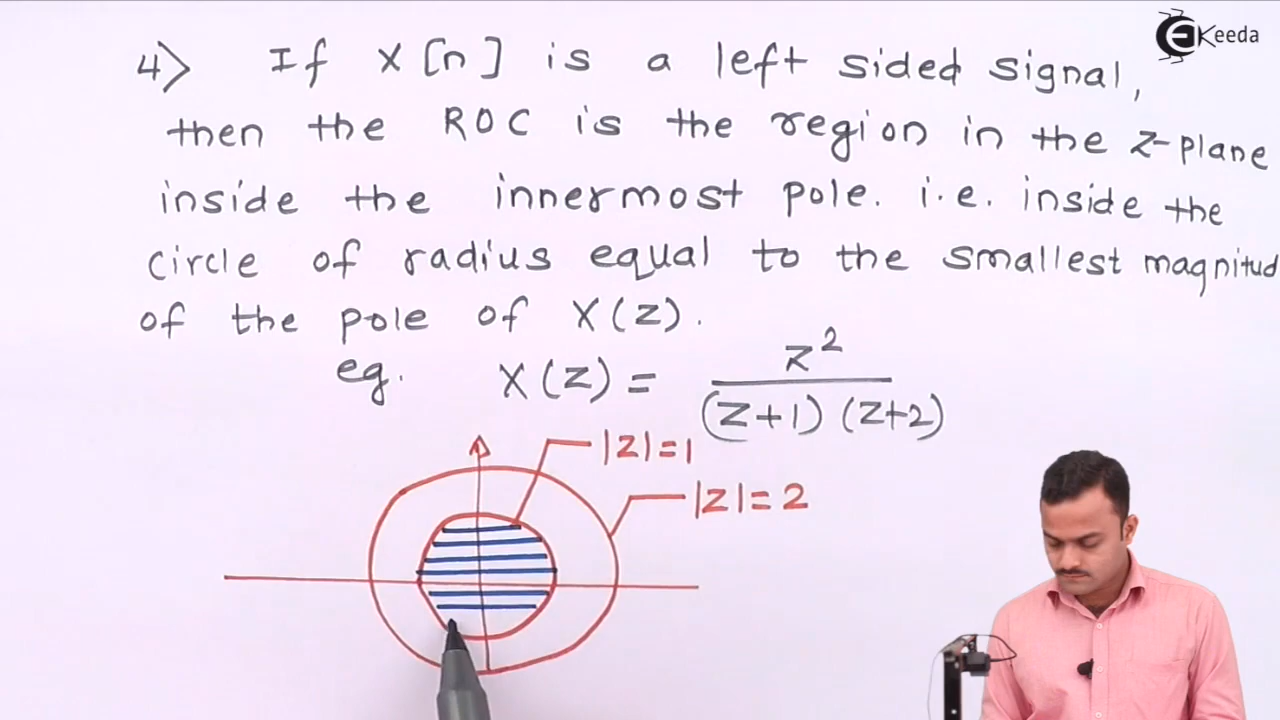 Keeda
4> If x[n] is a left sided signal,
then the ROC is the region in the z-plane
inside the innermost pole. i.e. inside the
circle of radius equal to the smallest magnitud
of the pole of X(z).
eg. X(z) = z²/((z+1)(z+2))
|z|=1
|z|=2